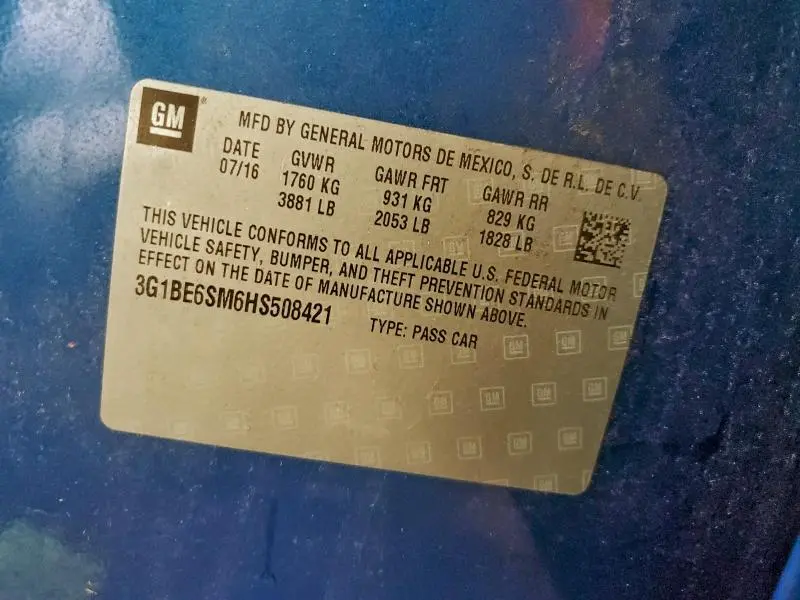 GM
MFD BY GENERAL MOTORS DE MEXICO, S. DE R.L. DE C.V.
DATE GVWR GAWR FRT GAWR RR
07/16 1760 KG 931 KG 829 KG
3881 LB 2053 LB 1828 LB
THIS VEHICLE CONFORMS TO ALL APPLICABLE U.S. FEDERAL MOTOR
VEHICLE SAFETY, BUMPER, AND THEFT PREVENTION STANDARDS IN
EFFECT ON THE DATE OF MANUFACTURE SHOWN ABOVE.
3G1BE6SM6HS508421 TYPE: PASS CAR